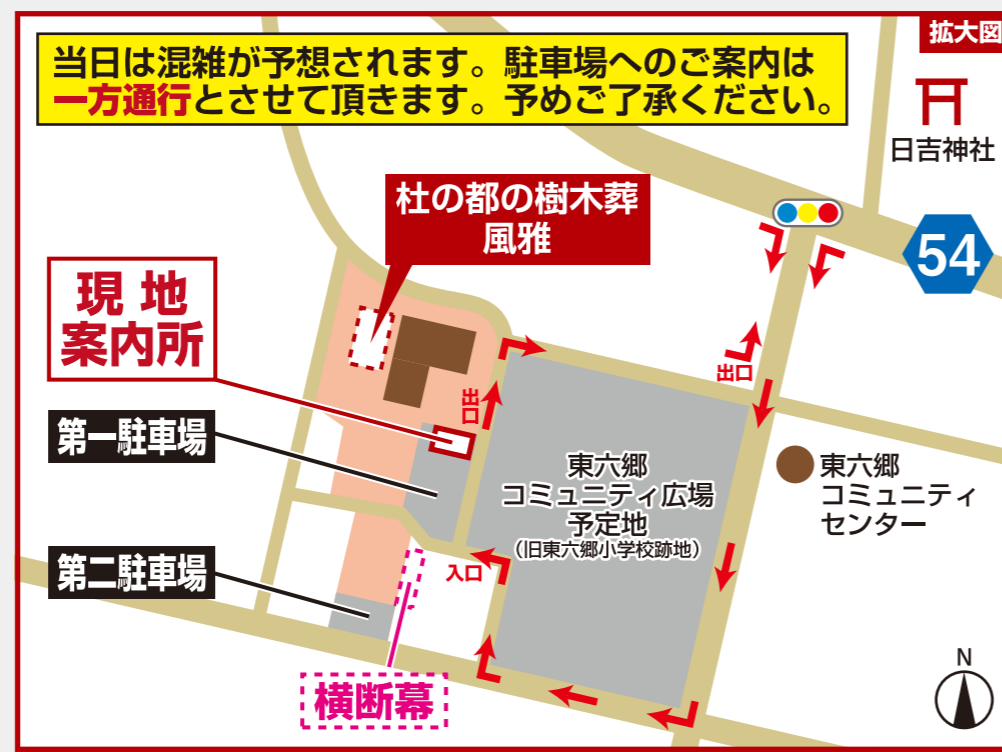 拡大図
当日は混雑が予想されます。駐車場へのご案内は
一方通行とさせて頂きます。予めご了承ください。
日吉神社
杜の都の樹木葬
風雅
54
現地
案内所
出口
出口
第一駐車場
東六郷
コミュニティ広場
予定地
（旧東六郷小学校跡地）
東六郷
コミュニティ
センター
第二駐車場
入口
横断幕
N